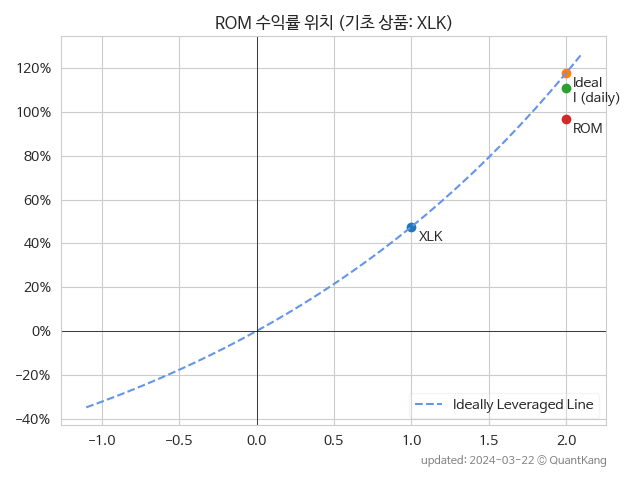 ROM 수익률 위치 (기초 상품: XLK)
120%
100%
80%
60%
40%
20%
0%
−20%
−40%
Ideal
I (daily)
ROM
XLK
Ideally Leveraged Line
−1.0 −0.5 0.0 0.5 1.0 1.5 2.0
updated: 2024-03-22 © QuantKang